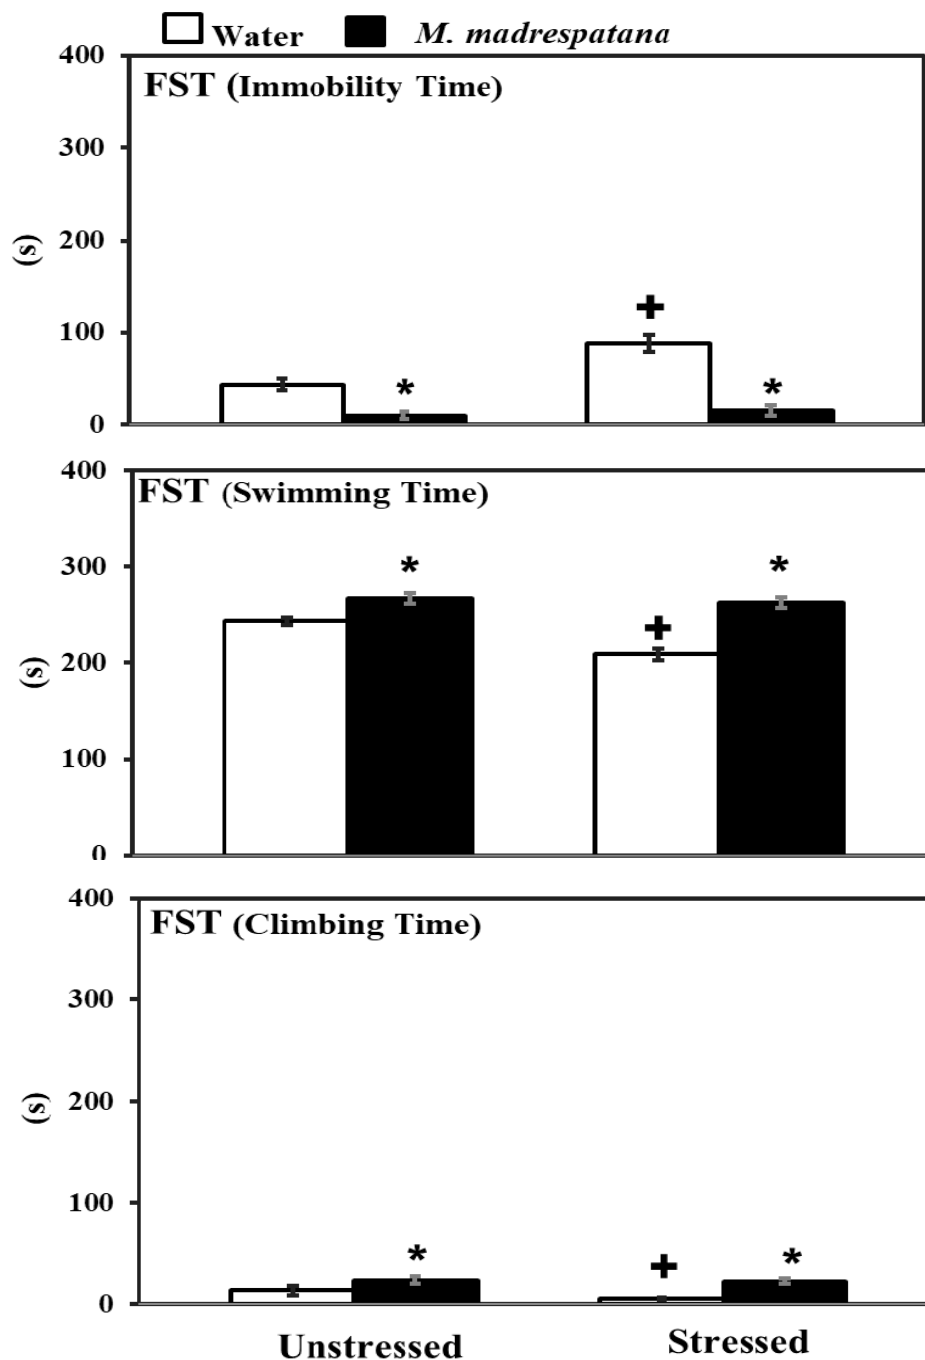 Water M. madrespatana
400
FST (Immobility Time)
300
200
(s)
+
100
* *
0
400
FST (Swimming Time)
300
* *
+
200
(s)
100
0
400
FST (Climbing Time)
300
200
(s)
100
* + *
0
Unstressed Stressed